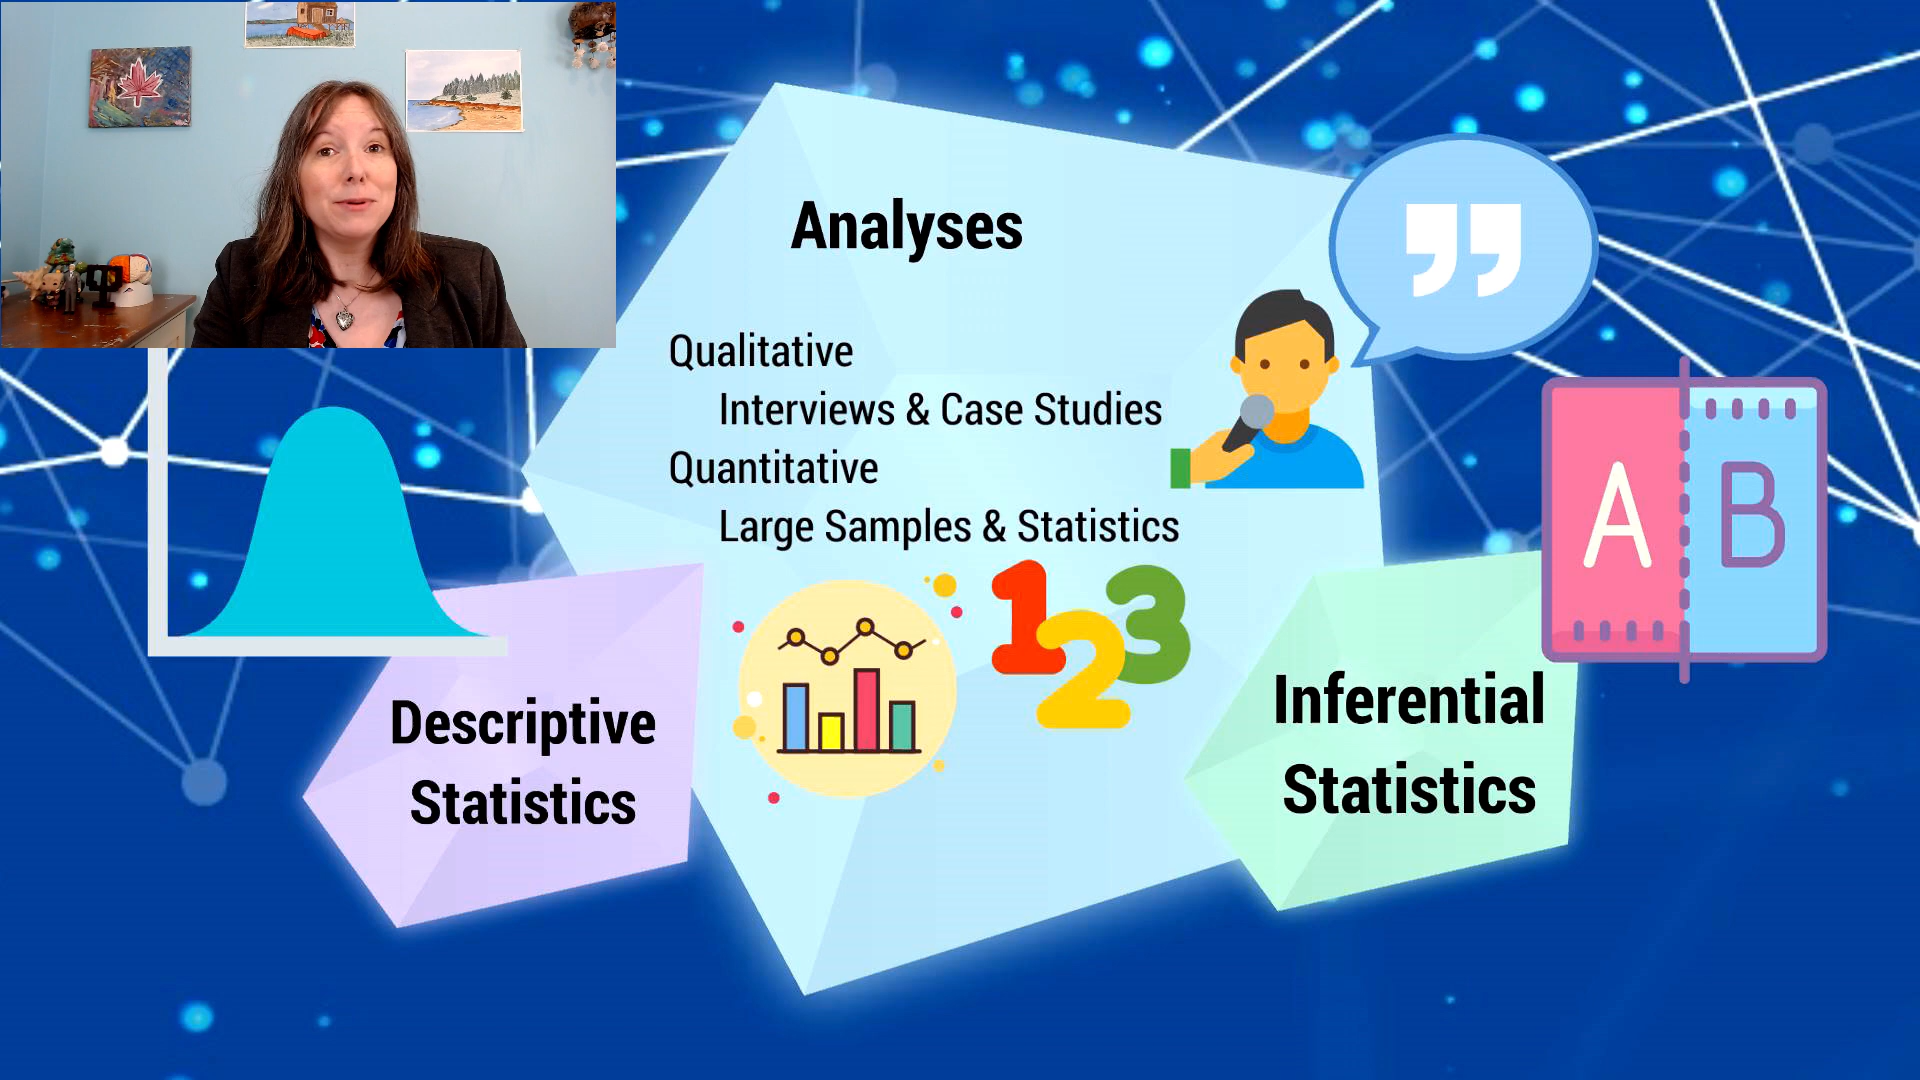 Analyses
Qualitative
Interviews & Case Studies
Quantitative
Large Samples & Statistics
123
A B
Descriptive
Statistics
Inferential
Statistics